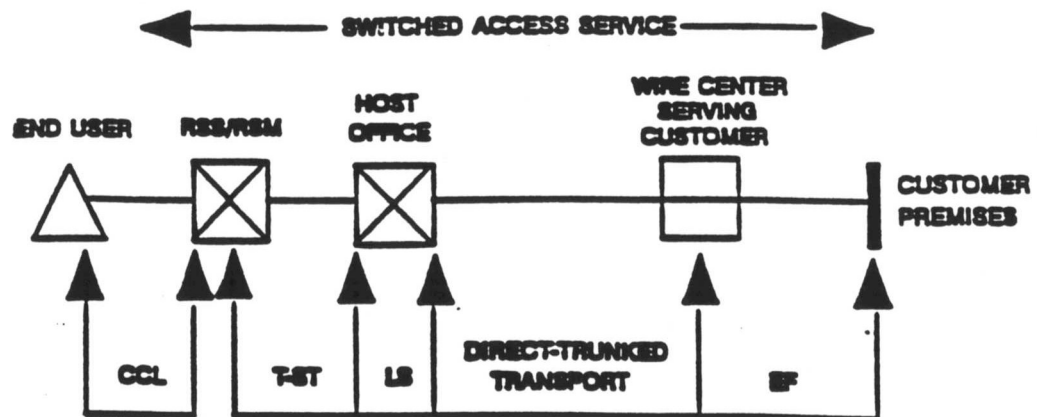 SWITCHED ACCESS SERVICE
END USER
RSS/RSM
HOST
OFFICE
WIRE CENTER
SERVING
CUSTOMER
CUSTOMER
PREMISES
CCL
T-ST
LS
DIRECT-TRUNKED
TRANSPORT
EF